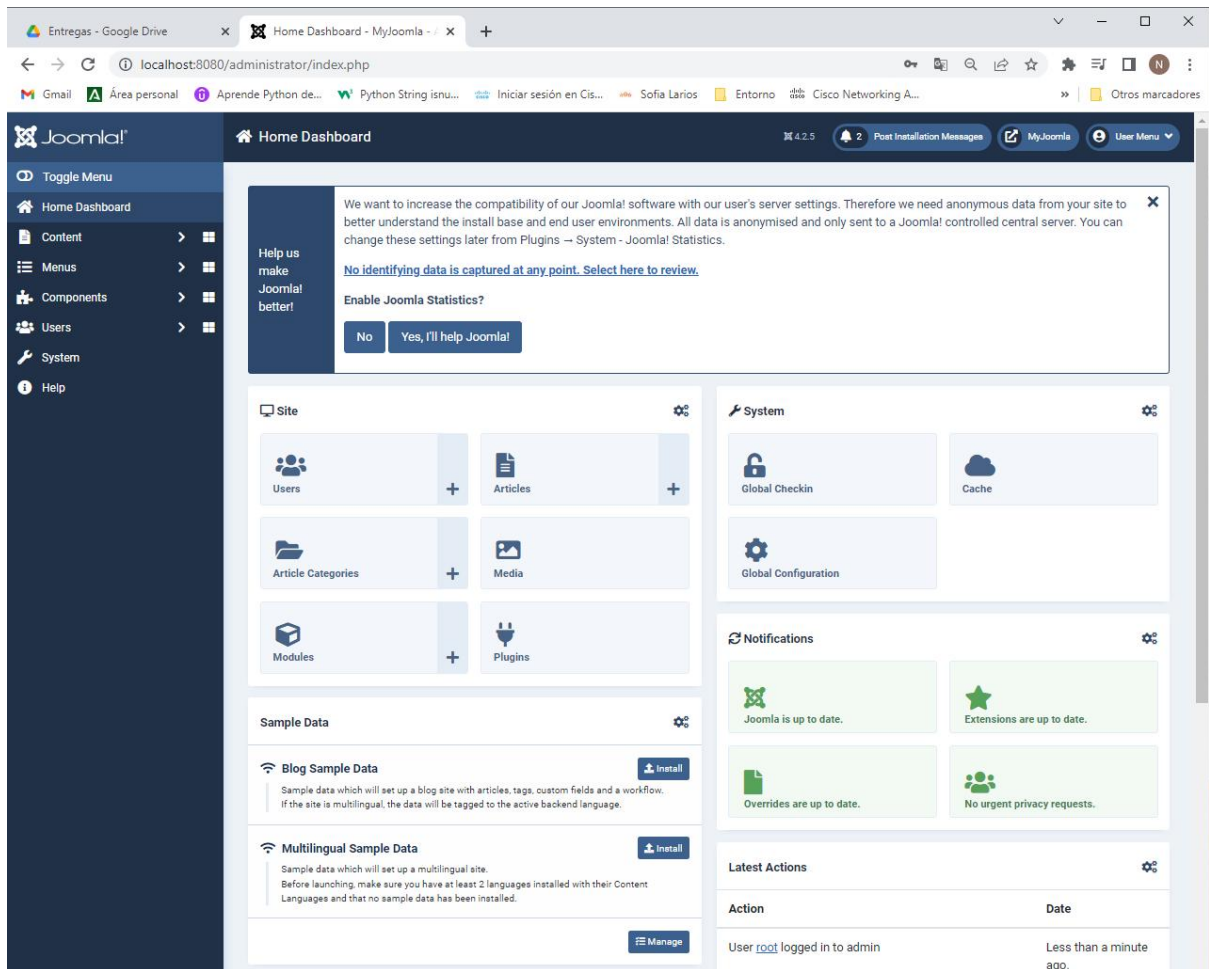 Entregas - Google Drive
Home Dashboard - MyJoomla - A
localhost:8080/administrator/index.php
Gmail
Área personal
Aprende Python de...
Python String isnu...
Iniciar sesión en Cis...
Sofia Larios
Entorno
Cisco Networking A...
»
Otros marcadores
N
Joomla!®
Home Dashboard
4.2.5
2 Post Installation Messages
MyJoomla
User Menu
Toggle Menu
Home Dashboard
Content
Menus
Components
Users
System
Help
Help us
make
Joomla!
better!
We want to increase the compatibility of our Joomla! software with our user's server settings. Therefore we need anonymous data from your site to
better understand the install base and end user environments. All data is anonymised and only sent to a Joomla! controlled central server. You can
change these settings later from Plugins → System - Joomla! Statistics.
No identifying data is captured at any point. Select here to review.
Enable Joomla Statistics?
No
Yes, I'll help Joomla!
Site
Users
Articles
Article Categories
Media
Modules
Plugins
Sample Data
Blog Sample Data
Install
Sample data which will set up a blog site with articles, tags, custom fields and a workflow.
If the site is multilingual, the data will be tagged to the active backend language.
Multilingual Sample Data
Install
Sample data which will set up a multilingual site.
Before launching, make sure you have at least 2 languages installed with their Content
Languages and that no sample data has been installed.
Manage
System
Global Checkin
Cache
Global Configuration
Notifications
Joomla is up to date.
Extensions are up to date.
Overrides are up to date.
No urgent privacy requests.
Latest Actions
Action Date
User root logged in to admin
Less than a minute
ago.